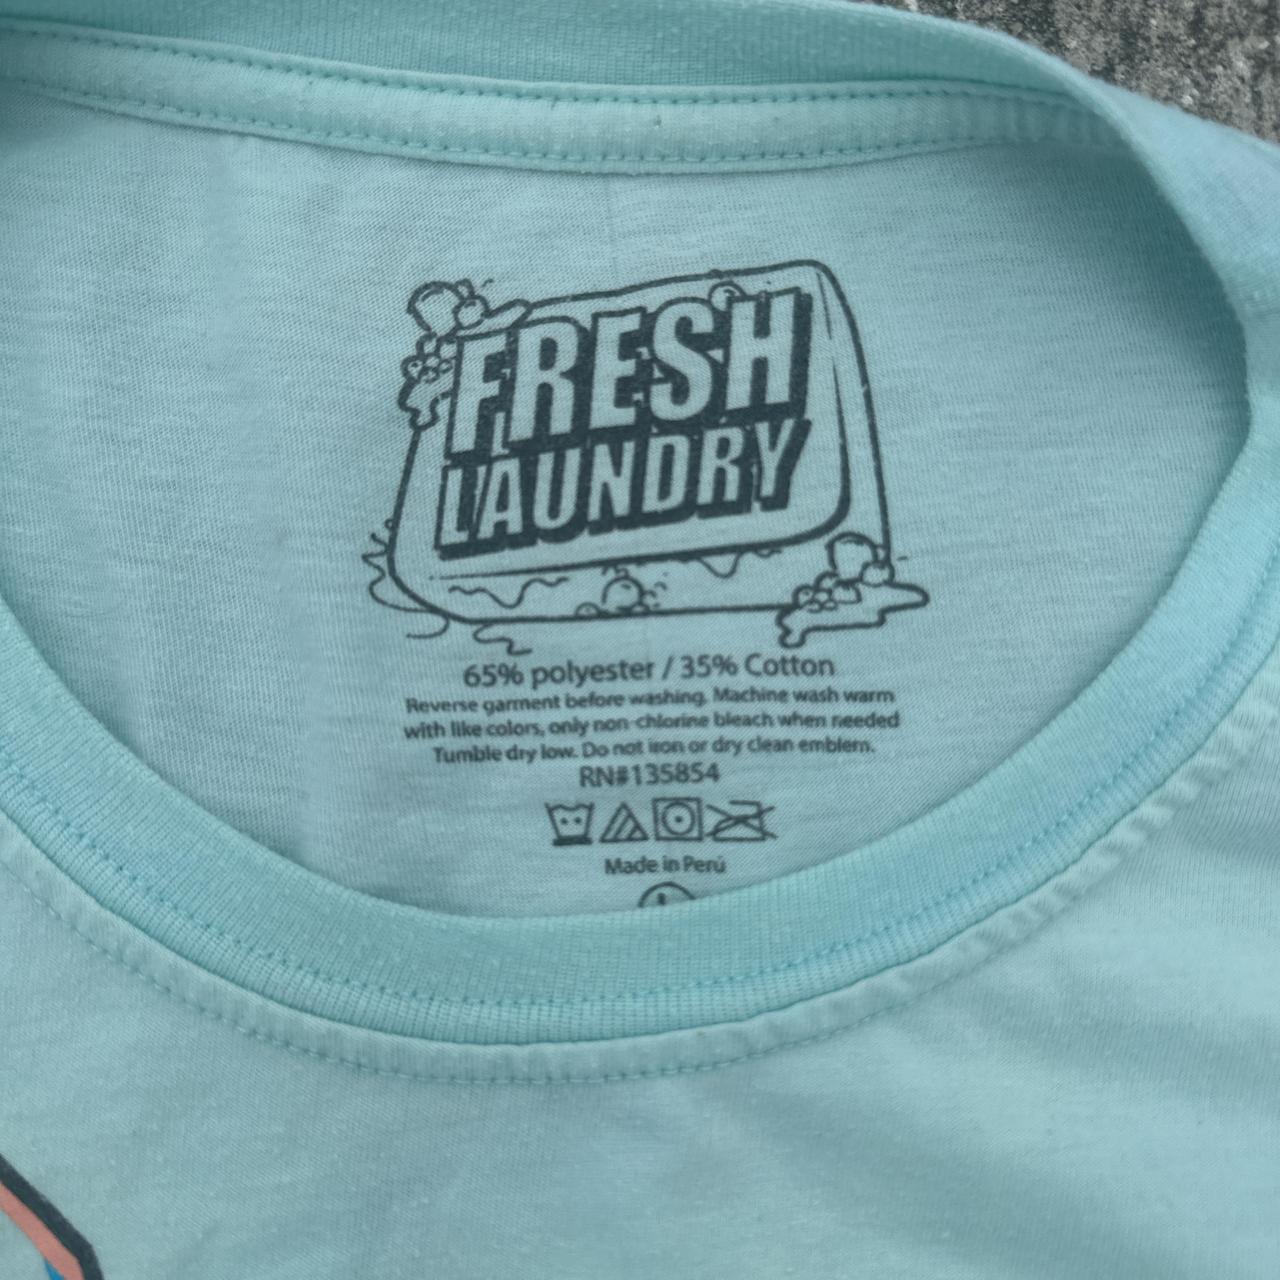 FRESH
LAUNDRY
65% polyester / 35% Cotton
Reverse garment before washing. Machine wash warm
with like colors, only non-chlorine bleach when needed
Tumble dry low. Do not iron or dry clean emblem.
RN#135854
Made in Perú
L